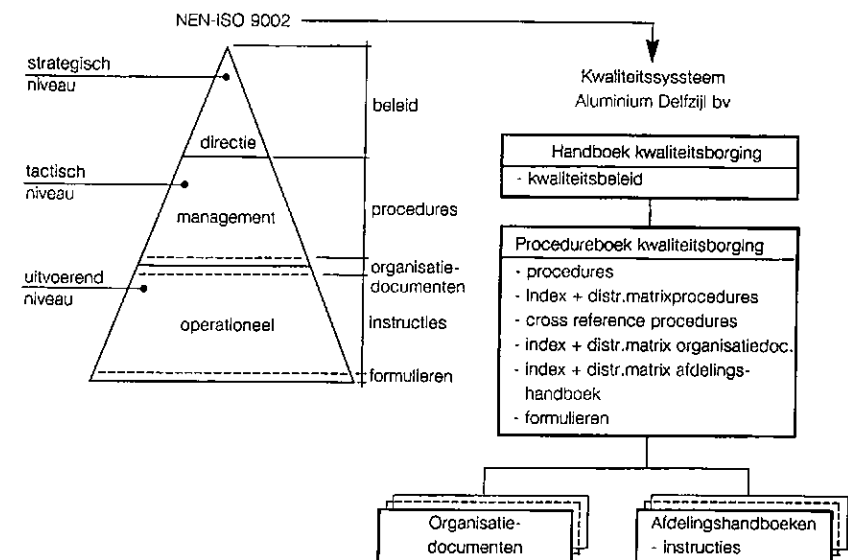 NEN-ISO 9002
strategisch
niveau
directie
beleid
tactisch
niveau
management
procedures
organisatie-
documenten
uitvoerend
niveau
operationeel
instructies
formulieren
Kwaliteitssyssteem
Aluminium Delfzijl bv
Handboek kwaliteitsborging
- kwaliteitsbeleid
Procedureboek kwaliteitsborging
- procedures
- index + distr.matrixprocedures
- cross reference procedures
- index + distr.matrix organisatiedoc.
- index + distr.matrix afdelings-
handboek
- formulieren
Organisatie-
documenten
Afdelingshandboeken
- instructies